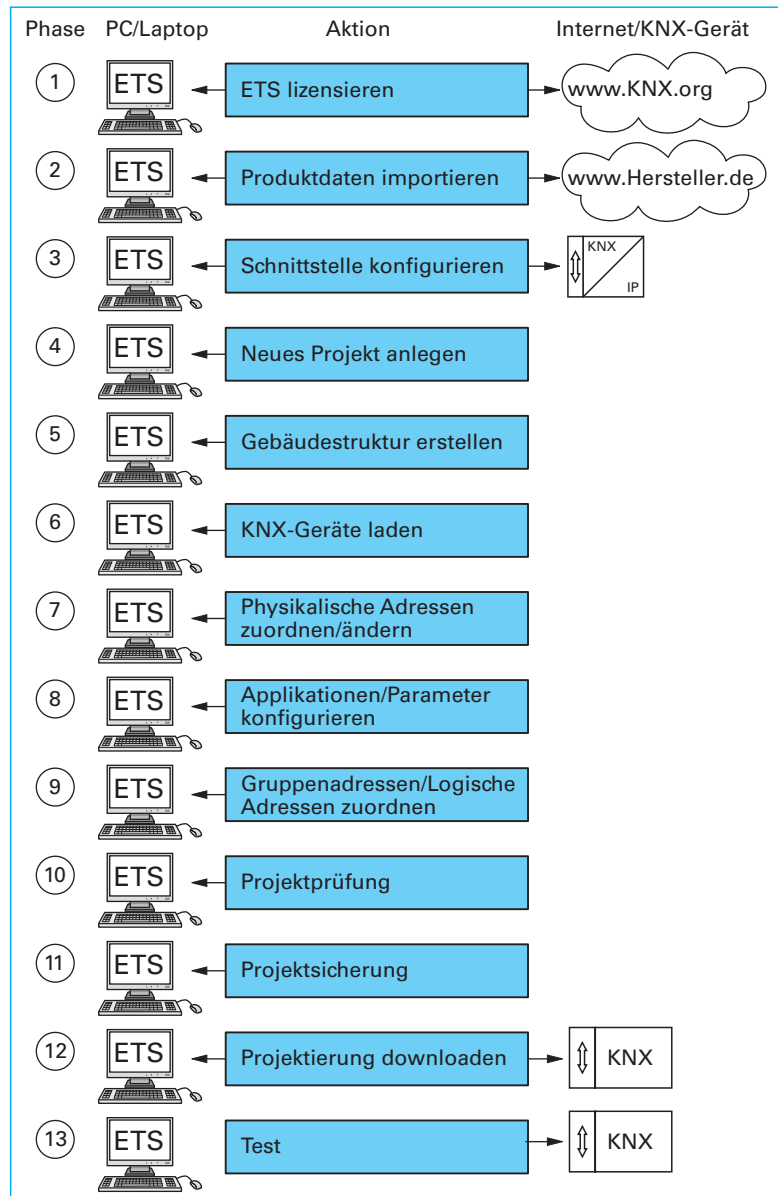 Phase PC/Laptop Aktion Internet/KNX-Gerät
1 ETS ETS lizensieren www.KNX.org
2 ETS Produktdaten importieren www.Hersteller.de
3 ETS Schnittstelle konfigurieren KNX IP
4 ETS Neues Projekt anlegen
5 ETS Gebäudestruktur erstellen
6 ETS KNX-Geräte laden
7 ETS Physikalische Adressen
zuordnen/ändern
8 ETS Applikationen/Parameter
konfigurieren
9 ETS Gruppenadressen/Logische
Adressen zuordnen
10 ETS Projektprüfung
11 ETS Projektsicherung
12 ETS Projektierung downloaden KNX
13 ETS Test KNX